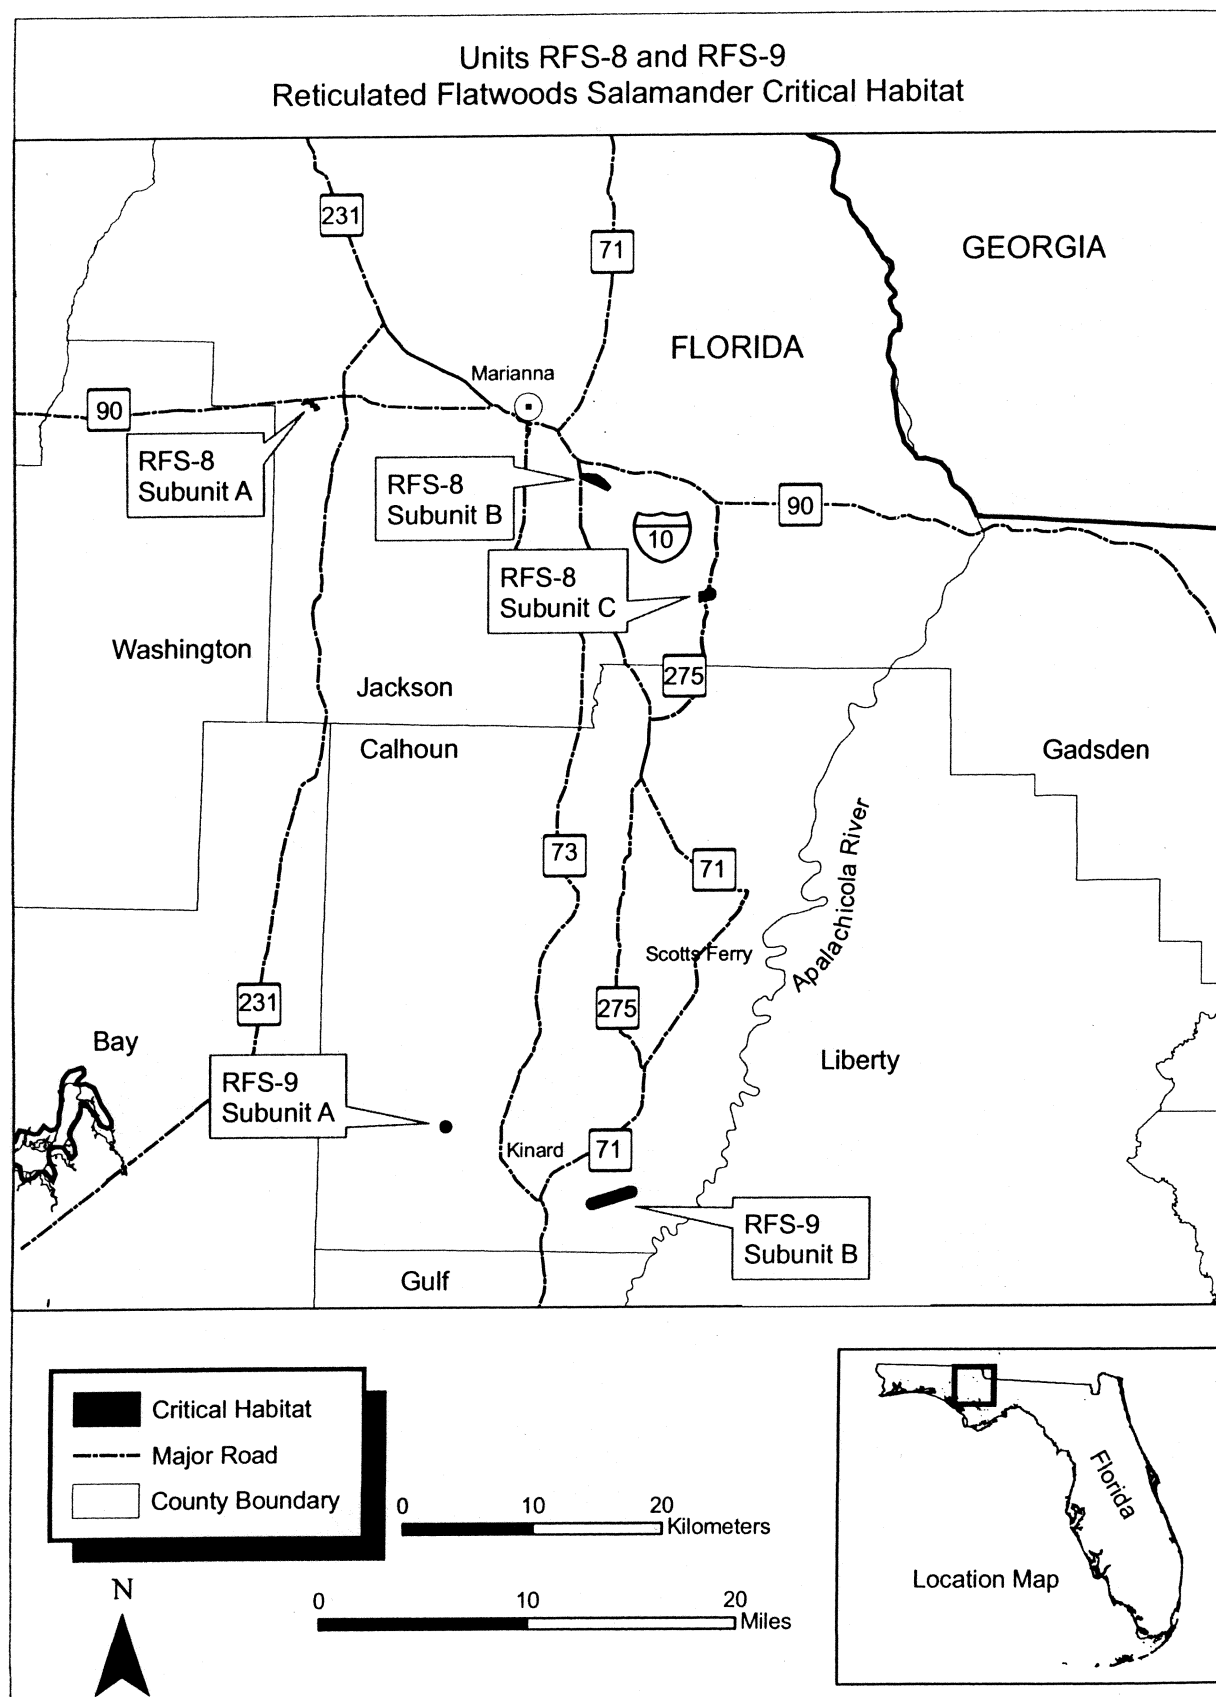 Units RFS-8 and RFS-9
Reticulated Flatwoods Salamander Critical Habitat
231
71
GEORGIA
FLORIDA
Marianna
90
RFS-8
Subunit A
RFS-8
Subunit B
90
10
RFS-8
Subunit C
Washington
275
Jackson
Calhoun
Gadsden
73
71
Apalachicola River
Scotts Ferry
231
275
Bay
Liberty
RFS-9
Subunit A
Kinard
71
RFS-9
Subunit B
Gulf
Critical Habitat
Major Road
County Boundary
0 10 20
Kilometers
N
0 10 20
Miles
Florida
Location Map